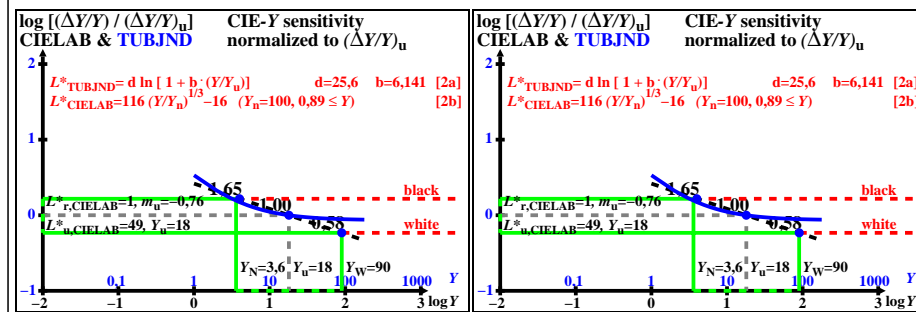 log [(ΔY/Y) / (ΔY/Y)u] CIE-Y sensitivity
CIELAB & TUBJND normalized to (ΔY/Y)u
2
L*TUBJND= d ln [ 1 + b·(Y/Yu)] d=25,6 b=6,141 [2a]
L*CIELAB=116 (Y/Yn)1/3−16 (Yn=100, 0,89 ≤ Y) [2b]
1
1.65
black
L*r,CIELAB=1, mu=−0,76 1.00
0
L*u,CIELAB=49, Yu=18 0.58
white
YN=3,6 Yu=18 YW=90
0,1 1 10 100 1000 Y
−1
−2 −1 0 1 2 3 log Y
log [(ΔY/Y) / (ΔY/Y)u] CIE-Y sensitivity
CIELAB & TUBJND normalized to (ΔY/Y)u
2
L*TUBJND= d ln [ 1 + b·(Y/Yu)] d=25,6 b=6,141 [2a]
L*CIELAB=116 (Y/Yn)1/3−16 (Yn=100, 0,89 ≤ Y) [2b]
1
1.65
black
L*r,CIELAB=1, mu=−0,76 1.00
0
L*u,CIELAB=49, Yu=18 0.58
white
YN=3,6 Yu=18 YW=90
0,1 1 10 100 1000 Y
−1
−2 −1 0 1 2 3 log Y